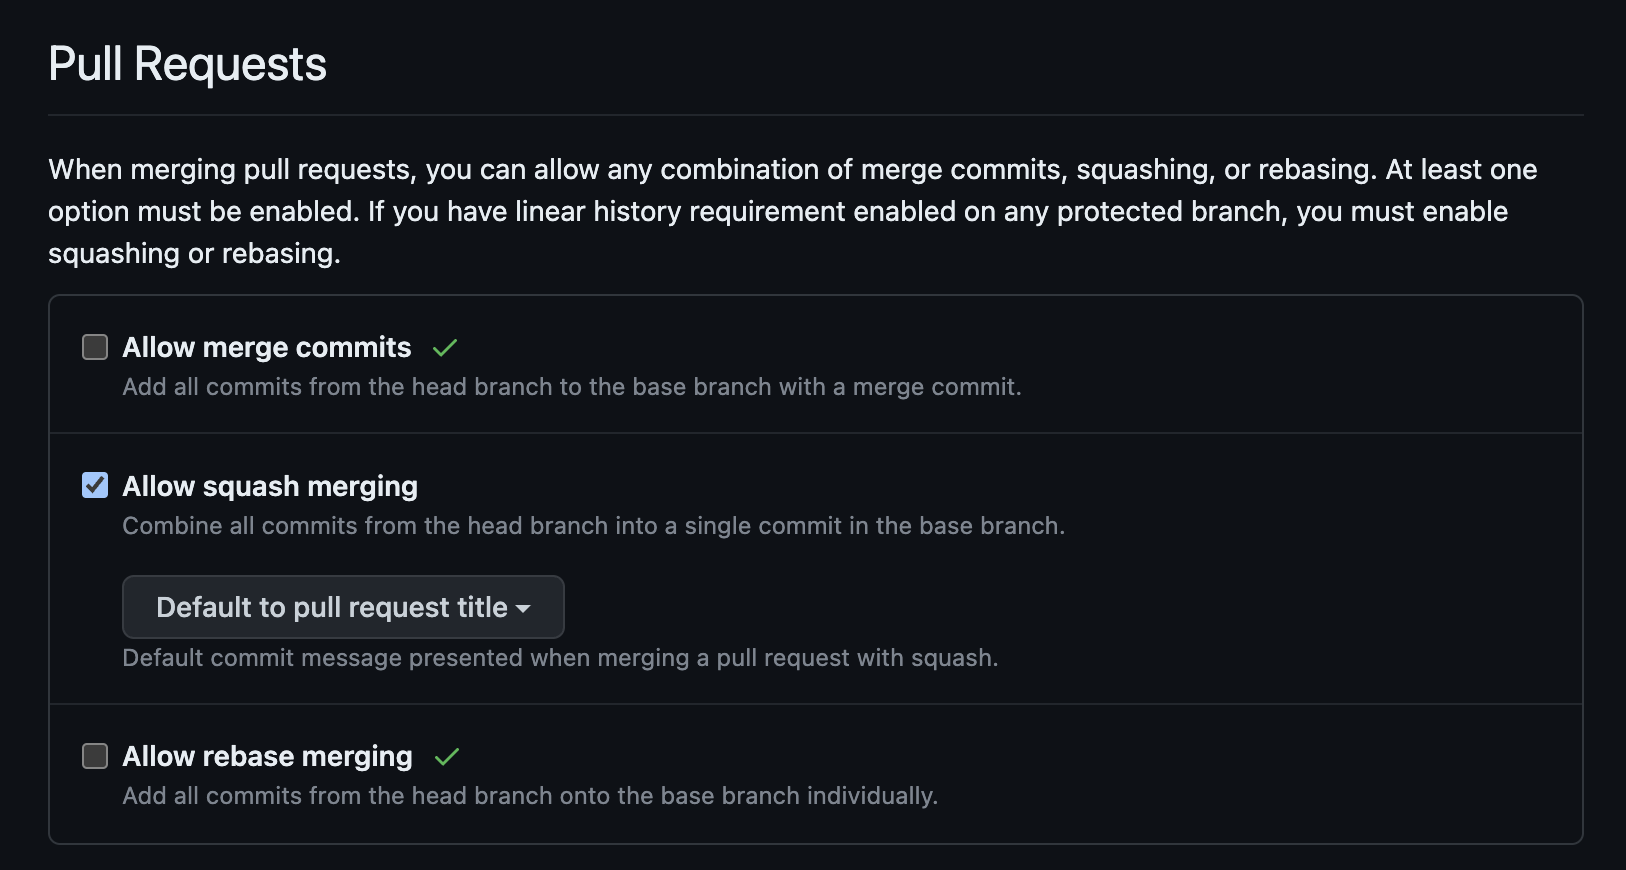 Pull Requests
When merging pull requests, you can allow any combination of merge commits, squashing, or rebasing. At least one
option must be enabled. If you have linear history requirement enabled on any protected branch, you must enable
squashing or rebasing.
Allow merge commits
Add all commits from the head branch to the base branch with a merge commit.
Allow squash merging
Combine all commits from the head branch into a single commit in the base branch.
Default to pull request title
Default commit message presented when merging a pull request with squash.
Allow rebase merging
Add all commits from the head branch onto the base branch individually.